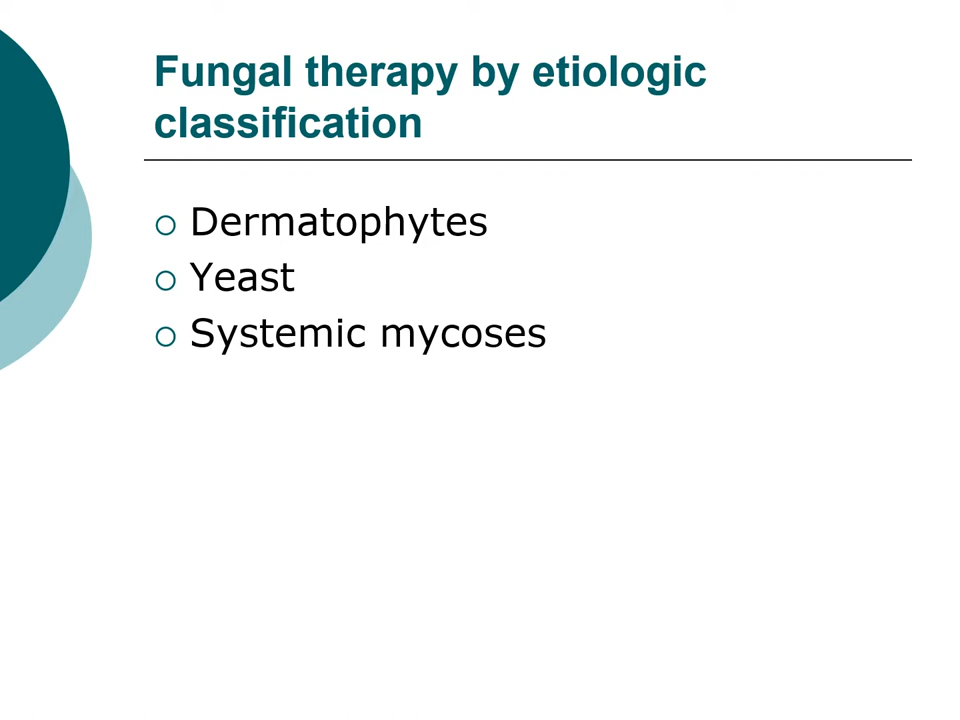 Fungal therapy by etiologic
classification
Dermatophytes
Yeast
Systemic mycoses